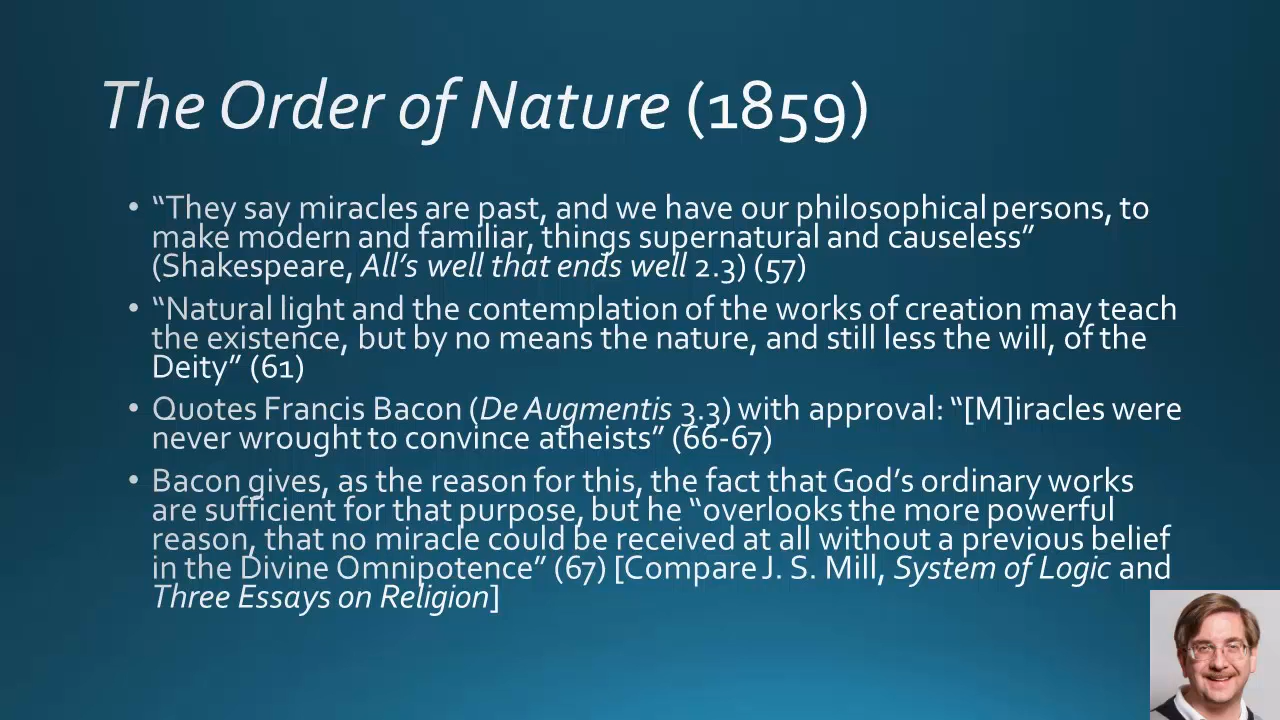 The Order of Nature (1859)
• “They say miracles are past, and we have our philosophical persons, to
make modern and familiar, things supernatural and causeless”
(Shakespeare, All’s well that ends well 2.3) (57)
• “Natural light and the contemplation of the works of creation may teach
the existence, but by no means the nature, and still less the will, of the
Deity” (61)
• Quotes Francis Bacon (De Augmentis 3.3) with approval: “[M]iracles were
never wrought to convince atheists” (66-67)
• Bacon gives, as the reason for this, the fact that God’s ordinary works
are sufficient for that purpose, but he “overlooks the more powerful
reason, that no miracle could be received at all without a previous belief
in the Divine Omnipotence” (67) [Compare J. S. Mill, System of Logic and
Three Essays on Religion]